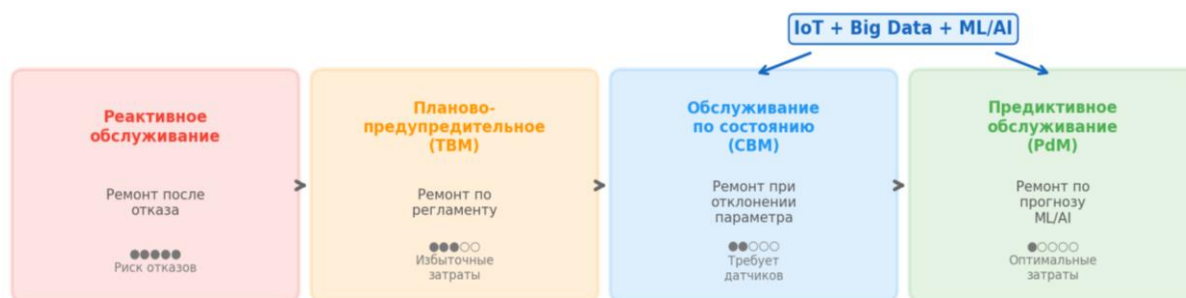 IoT + Big Data + ML/AI
Реактивное
обслуживание
Ремонт после
отказа
●●●●●
Риск отказов
Планово-
предупредительное
(TBM)
Ремонт по
регламенту
●●●○○
Избыточные
затраты
Обслуживание
по состоянию
(CBM)
Ремонт при
отклонении
параметра
●●○○○
Требует
датчиков
Предиктивное
обслуживание
(PdM)
Ремонт по
прогнозу
ML/AI
●○○○○
Оптимальные
затраты